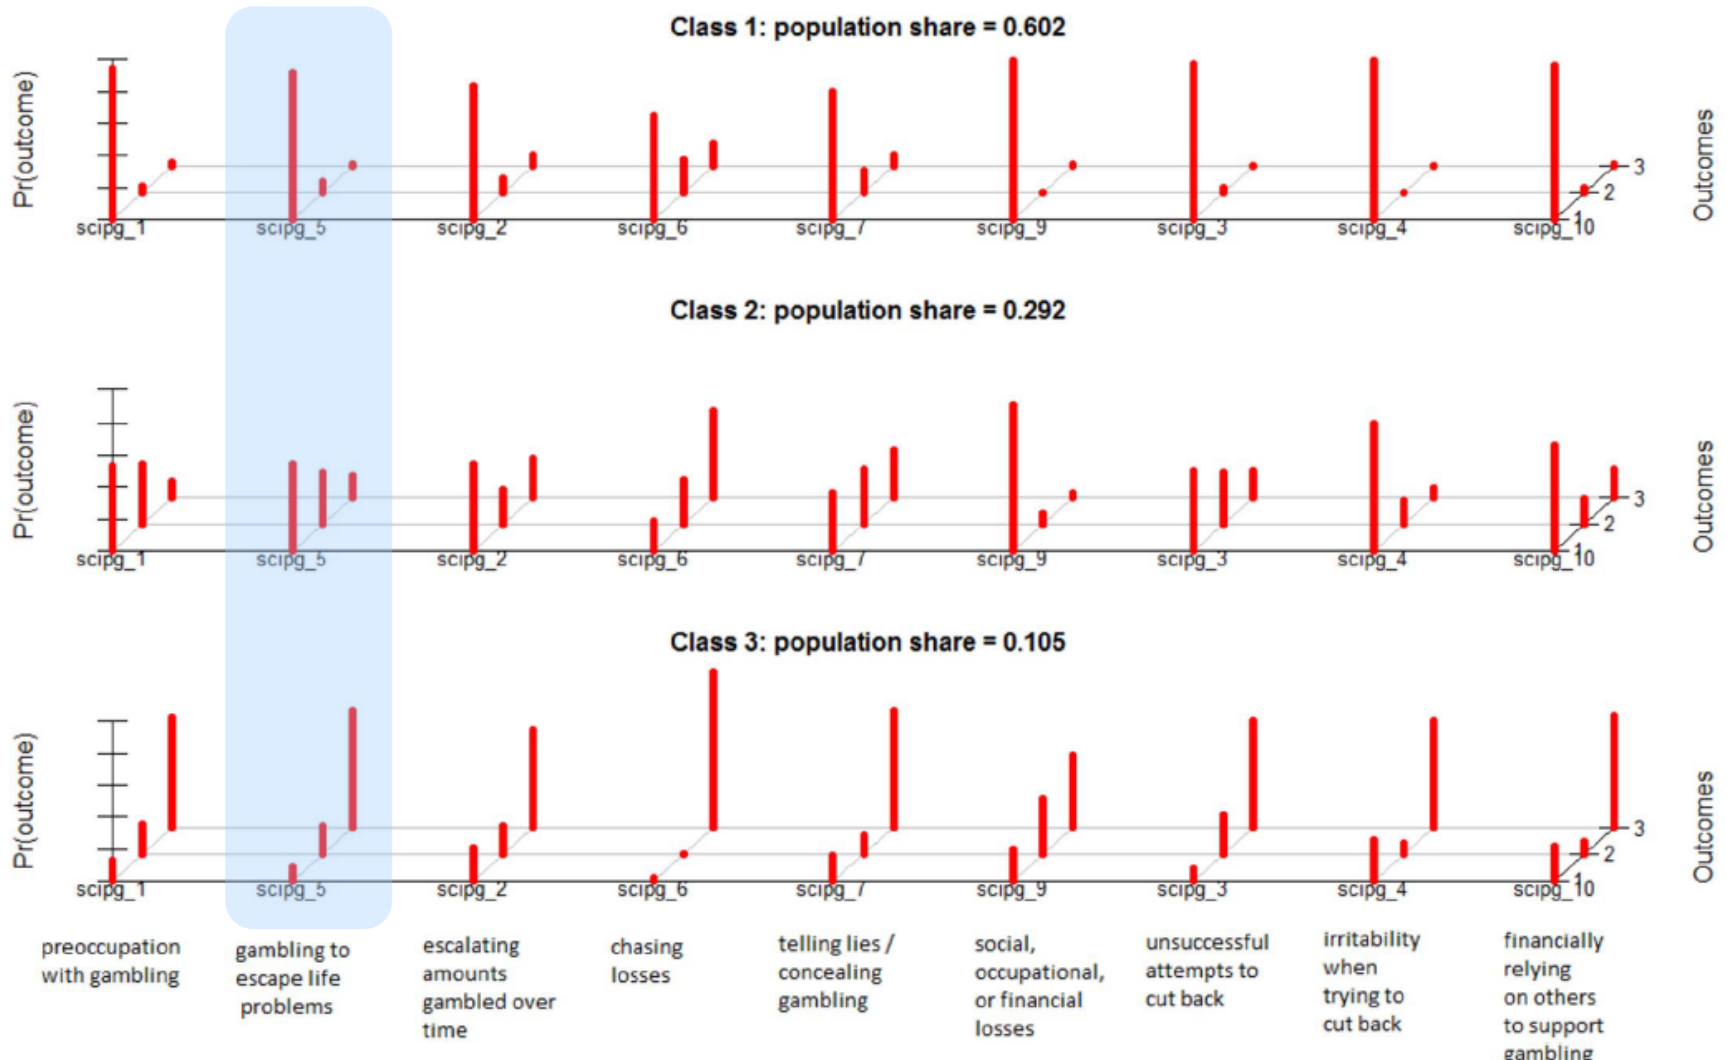 Class 1: population share = 0.602
Pr(outcome)
Outcomes
3
2
1
scipg_1 scipg_5 scipg_2 scipg_6 scipg_7 scipg_9 scipg_3 scipg_4 scipg_10
Class 2: population share = 0.292
Pr(outcome)
Outcomes
3
2
1
scipg_1 scipg_5 scipg_2 scipg_6 scipg_7 scipg_9 scipg_3 scipg_4 scipg_10
Class 3: population share = 0.105
Pr(outcome)
Outcomes
3
2
1
scipg_1 scipg_5 scipg_2 scipg_6 scipg_7 scipg_9 scipg_3 scipg_4 scipg_10
preoccupation
with gambling
gambling to
escape life
problems
escalating
amounts
gambled over
time
chasing
losses
telling lies /
concealing
gambling
social,
occupational,
or financial
losses
unsuccessful
attempts to
cut back
irritability
when
trying to
cut back
financially
relying
on others
to support
gambling